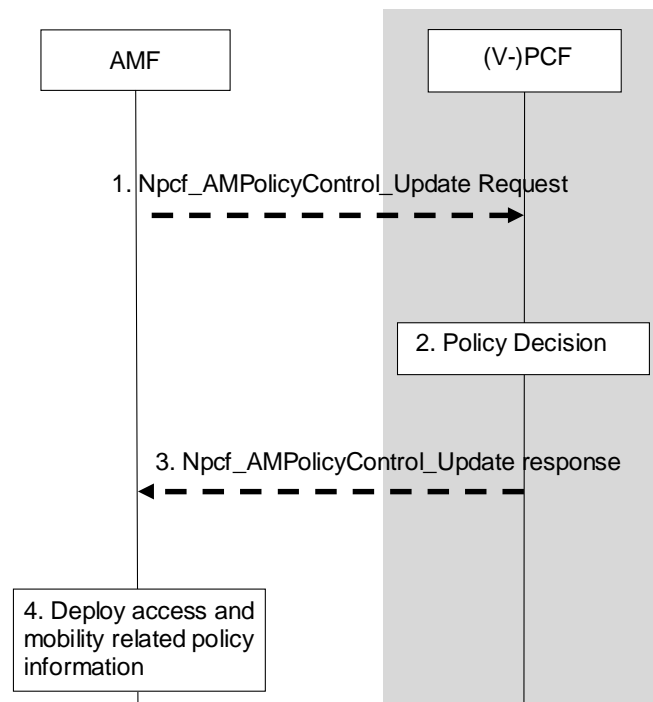 AMF
(V-)PCF
1. Npcf_AMPolicyControl_Update Request
2. Policy Decision
3. Npcf_AMPolicyControl_Update response
4. Deploy access and
mobility related policy
information